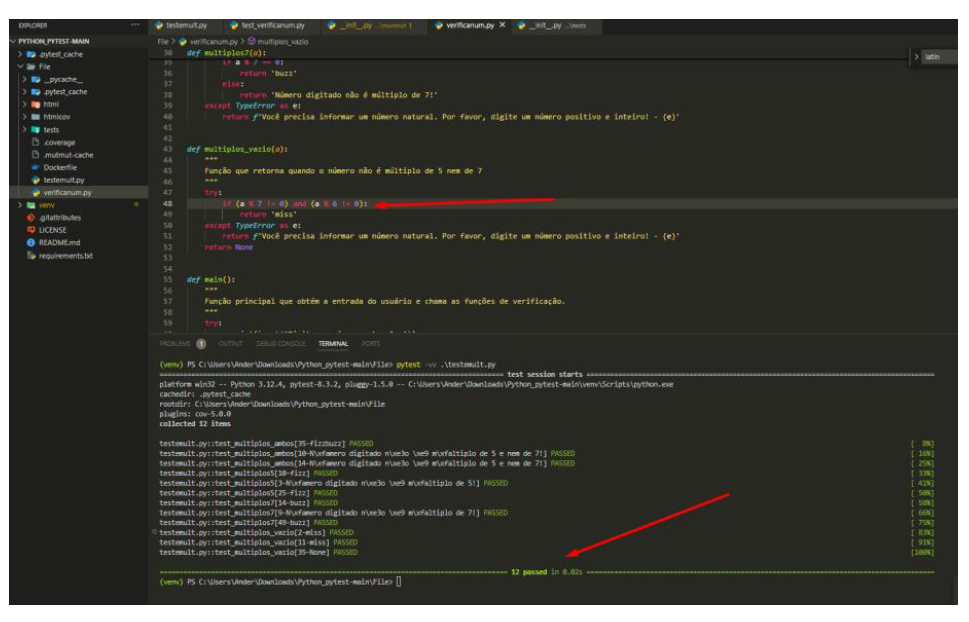 EXPLORER
PYTHON_PYTEST-MAIN
.pytest_cache
File
__pycache__
.pytest_cache
html
htmlcov
tests
.coverage
.mutmut-cache
Dockerfile
testemult.py
verificanum.py
venv
.gitattributes
LICENSE
README.md
requirements.txt
testemult.py test_verificanum.py __init__.py verificanum.py __init__.py ...\tests
File > verificanum.py > multiplos_vazio
latin
30 def multiplos7(a):
35 if a % 7 == 0:
36 return 'buzz'
37 else:
38 return 'Número digitado não é múltiplo de 7!'
39 except TypeError as e:
40 return f'Você precisa informar um número natural. Por favor, digite um número positivo e inteiro! - {e}'
41
42
43 def multiplos_vazio(a):
44 """
45 Função que retorna quando o número não é múltiplo de 5 nem de 7
46 """
47 try:
48 if (a % 7 != 0) and (a % 6 != 0):
49 return 'miss'
50 except TypeError as e:
51 return f'Você precisa informar um número natural. Por favor, digite um número positivo e inteiro! - {e}'
52 return None
53
54
55 def main():
56 """
57 Função principal que obtém a entrada do usuário e chama as funções de verificação.
58 """
59 try:
PROBLEMS 1 OUTPUT DEBUG CONSOLE TERMINAL PORTS
(venv) PS C:\Users\Ander\Downloads\Python_pytest-main\File> pytest -vv .\testemult.py
test session starts
platform win32 -- Python 3.12.4, pytest-8.3.2, pluggy-1.5.0 -- C:\Users\Ander\Downloads\Python_pytest-main\venv\Scripts\python.exe
cachedir: .pytest_cache
rootdir: C:\Users\Ander\Downloads\Python_pytest-main\File
plugins: cov-5.0.0
collected 12 items
testemult.py::test_multiplos_ambos[35-fizzbuzz] PASSED [ 8%]
testemult.py::test_multiplos_ambos[10-N\xfamero digitado n\xe3o \xe9 m\xfaltiplo de 5 e nem de 7!] PASSED [ 16%]
testemult.py::test_multiplos_ambos[14-N\xfamero digitado n\xe3o \xe9 m\xfaltiplo de 5 e nem de 7!] PASSED [ 25%]
testemult.py::test_multiplos5[10-fizz] PASSED [ 33%]
testemult.py::test_multiplos5[3-N\xfamero digitado n\xe3o \xe9 m\xfaltiplo de 5!] PASSED [ 41%]
testemult.py::test_multiplos5[25-fizz] PASSED [ 50%]
testemult.py::test_multiplos7[14-buzz] PASSED [ 58%]
testemult.py::test_multiplos7[9-N\xfamero digitado n\xe3o \xe9 m\xfaltiplo de 7!] PASSED [ 66%]
testemult.py::test_multiplos7[49-buzz] PASSED [ 75%]
testemult.py::test_multiplos_vazio[2-miss] PASSED [ 83%]
testemult.py::test_multiplos_vazio[11-miss] PASSED [ 91%]
testemult.py::test_multiplos_vazio[35-None] PASSED [100%]
12 passed in 0.02s
(venv) PS C:\Users\Ander\Downloads\Python_pytest-main\File>